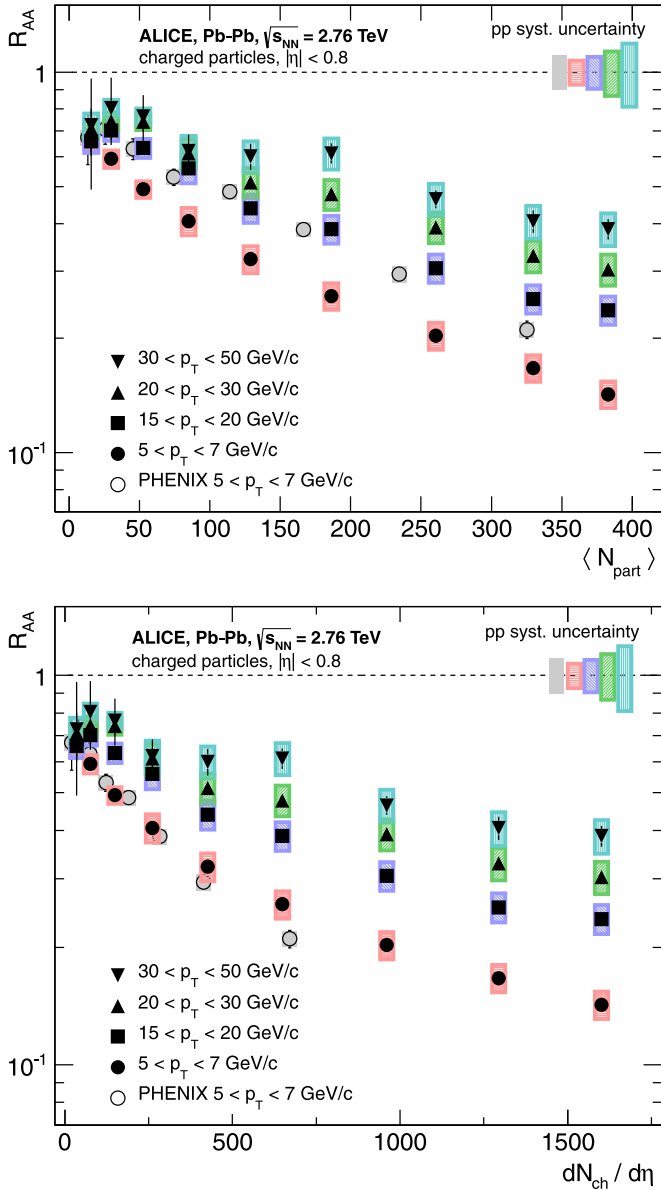 R_AA
ALICE, Pb-Pb, √s_NN = 2.76 TeV
charged particles, |η| < 0.8
pp syst. uncertainty
1
30 < p_T < 50 GeV/c
20 < p_T < 30 GeV/c
15 < p_T < 20 GeV/c
5 < p_T < 7 GeV/c
PHENIX 5 < p_T < 7 GeV/c
10^-1
0 50 100 150 200 250 300 350 400
⟨ N_part ⟩
R_AA
ALICE, Pb-Pb, √s_NN = 2.76 TeV
charged particles, |η| < 0.8
pp syst. uncertainty
1
30 < p_T < 50 GeV/c
20 < p_T < 30 GeV/c
15 < p_T < 20 GeV/c
5 < p_T < 7 GeV/c
PHENIX 5 < p_T < 7 GeV/c
10^-1
0 500 1000 1500
dN_ch / dη